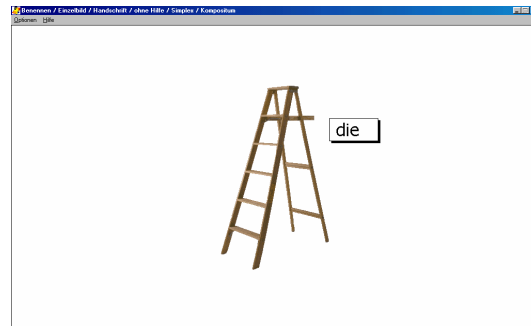 Benennen / Einzelbild / Handschrift / ohne Hilfe / Simplex / Kompositum
Optionen Hilfe
die